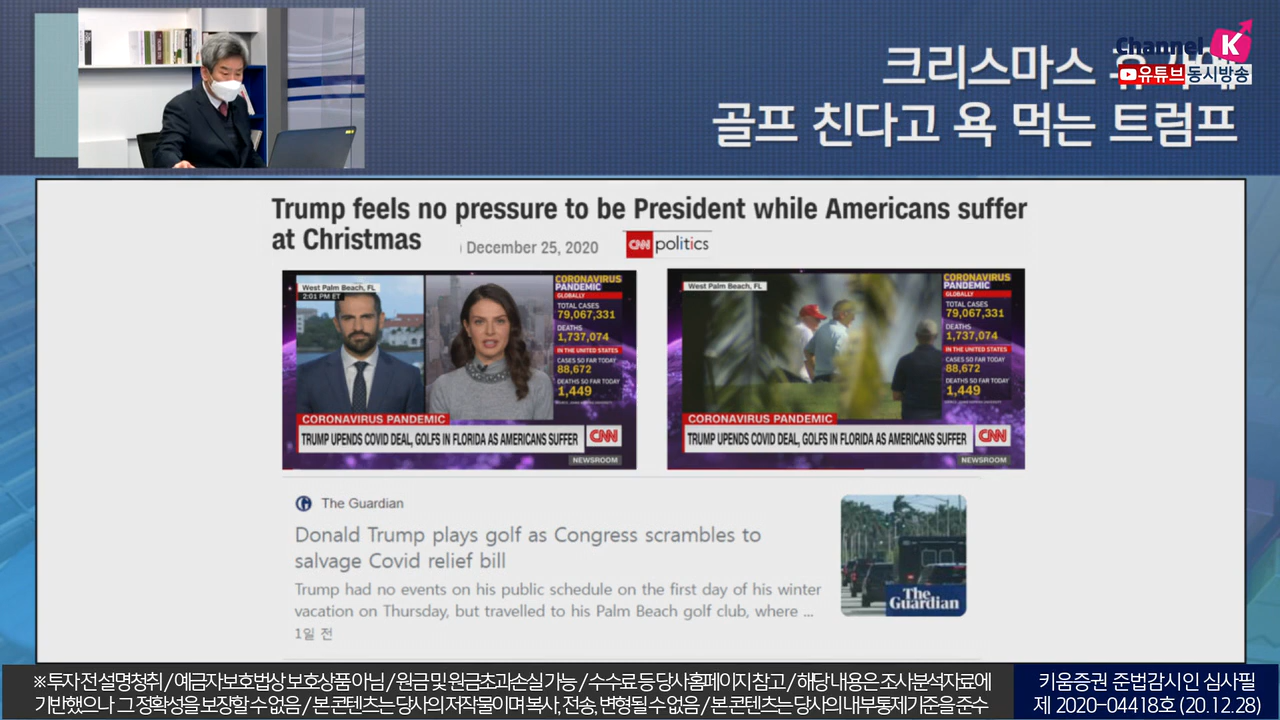 크리스마스
Channel K
유튜브동시방송
골프 친다고 욕 먹는 트럼프
Trump feels no pressure to be President while Americans suffer
at Christmas
December 25, 2020
CNN politics
West Palm Beach, FL
2:01 PM ET
CORONAVIRUS
PANDEMIC
GLOBALLY
TOTAL CASES
79,067,331
DEATHS
1,737,074
IN THE UNITED STATES
CASES SO FAR TODAY
88,672
DEATHS SO FAR TODAY
1,449
CORONAVIRUS PANDEMIC
TRUMP UPENDS COVID DEAL, GOLFS IN FLORIDA AS AMERICANS SUFFER
CNN
NEWSROOM
West Palm Beach, FL
CORONAVIRUS
PANDEMIC
GLOBALLY
TOTAL CASES
79,067,331
DEATHS
1,737,074
IN THE UNITED STATES
CASES SO FAR TODAY
88,672
DEATHS SO FAR TODAY
1,449
CORONAVIRUS PANDEMIC
TRUMP UPENDS COVID DEAL, GOLFS IN FLORIDA AS AMERICANS SUFFER
CNN
NEWSROOM
The Guardian
Donald Trump plays golf as Congress scrambles to
salvage Covid relief bill
Trump had no events on his public schedule on the first day of his winter
vacation on Thursday, but travelled to his Palm Beach golf club, where ...
1일 전
The
Guardian
※ 투자 전 설명청취 / 예금자보호법상 보호상품 아님 / 원금 및 원금초과손실 가능 / 수수료 등 당사홈페이지 참고 / 해당 내용은 조사분석자료에
기반했으나 그 정확성을 보장할 수 없음 / 본 콘텐츠는 당사의 저작물이며 복사, 전송, 변형될 수 없음 / 본 콘텐츠는 당사의 내부통제기준을 준수
키움증권 준법감시인 심사필
제 2020-04418호 (20.12.28)